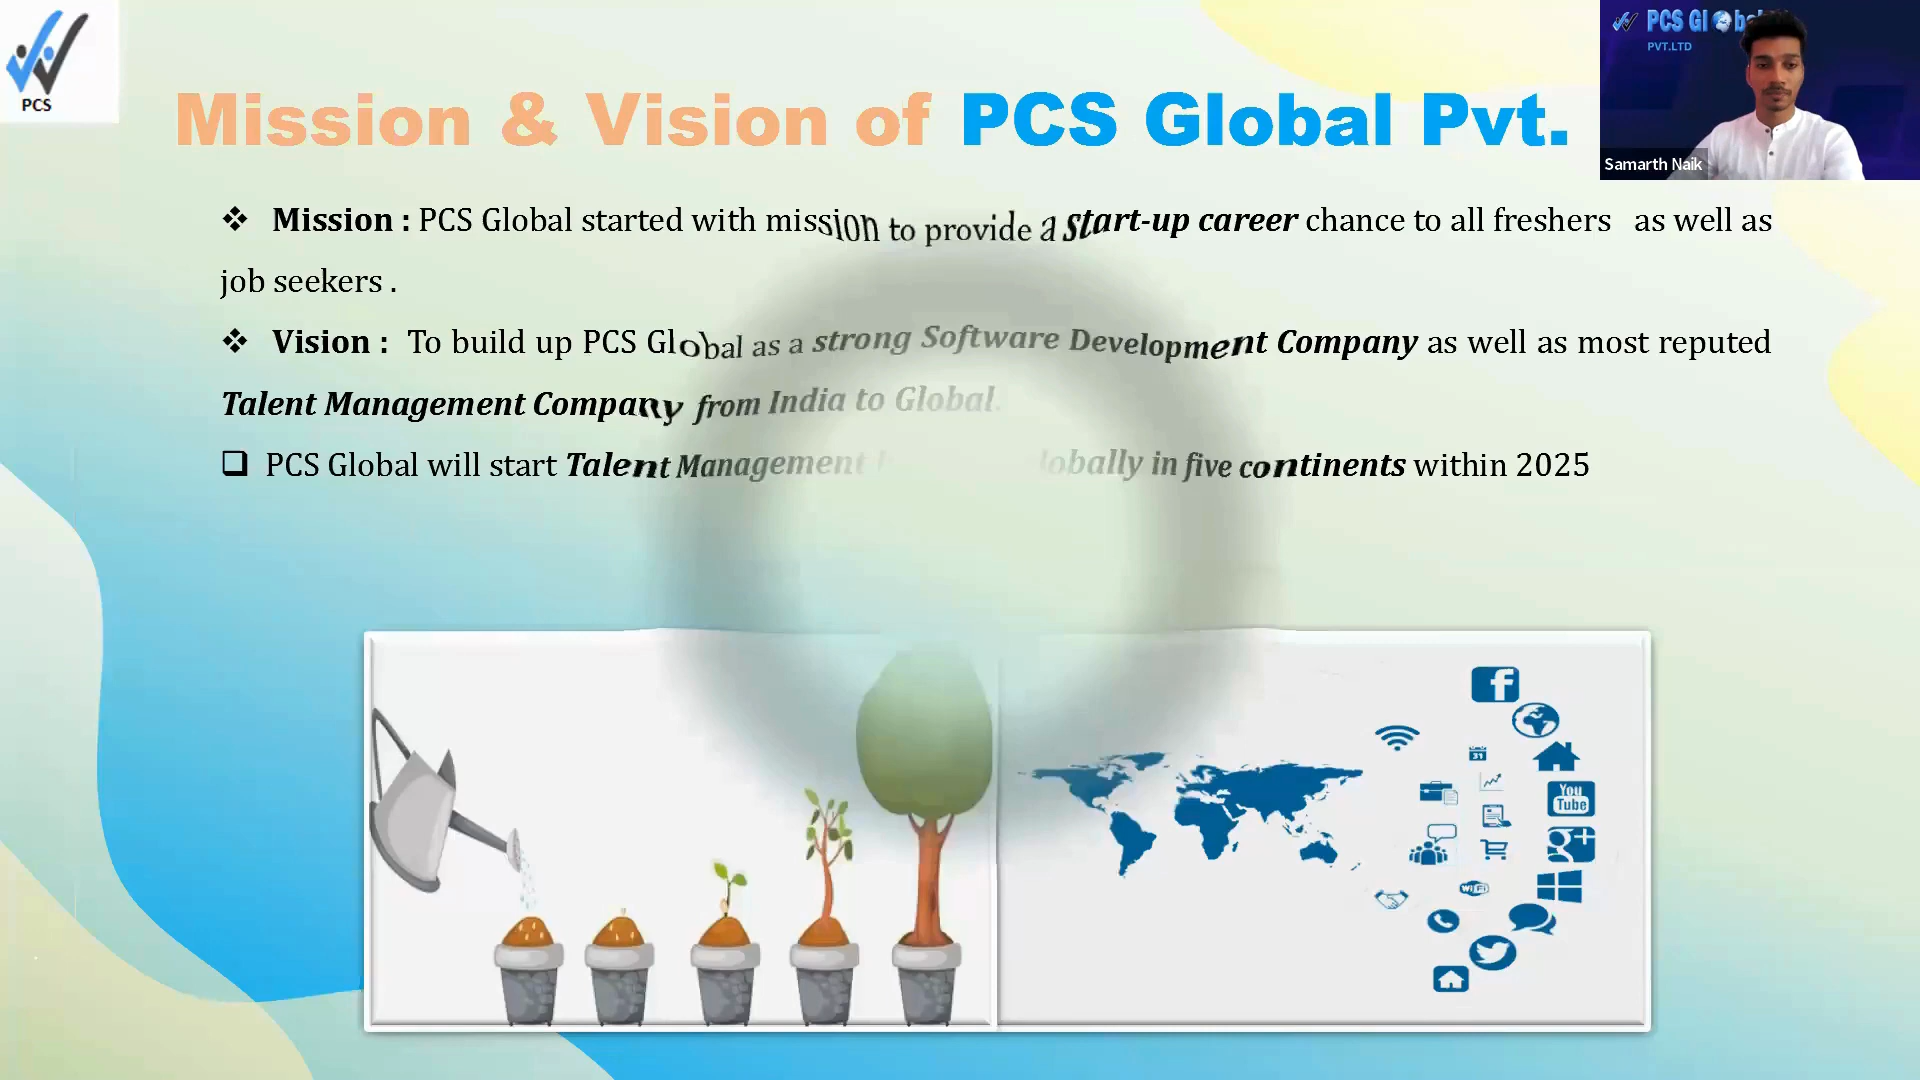 PCS
Mission & Vision of PCS Global Pvt.
PCS Gl bal
PVT.LTD
Samarth Naik
❖ Mission : PCS Global started with mission to provide a start-up career chance to all freshers as well as
job seekers .
❖ Vision : To build up PCS Global as a strong Software Development Company as well as most reputed
Talent Management Company from India to Global.
❑ PCS Global will start Talent Management lobally in five continents within 2025
f
31
You
Tube
g+
WiFi